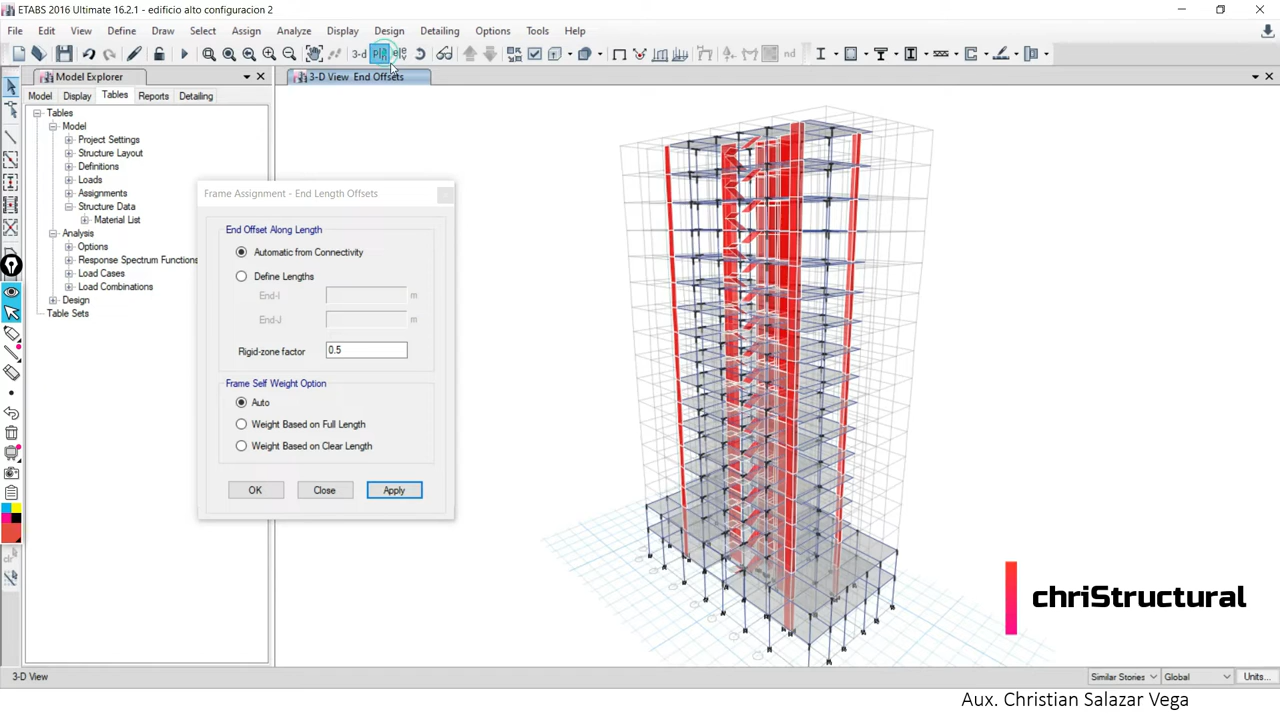 ETABS 2016 Ultimate 16.2.1 - edificio alto configuracion 2
File Edit View Define Draw Select Assign Analyze Display Design Detailing Options Tools Help
3-d nd
Model Explorer
3-D View End Offsets
Model Display Tables Reports Detailing
Tables
Model
Project Settings
Structure Layout
Definitions
Loads
Assignments
Structure Data
Material List
Analysis
Options
Response Spectrum Functions
Load Cases
Load Combinations
Design
Table Sets
Frame Assignment - End Length Offsets
End Offset Along Length
Automatic from Connectivity
Define Lengths
End-I m
End-J m
Rigid-zone factor 0.5
Frame Self Weight Option
Auto
Weight Based on Full Length
Weight Based on Clear Length
OK Close Apply
chriStructural
3-D View
Similar Stories Global Units...
Aux. Christian Salazar Vega